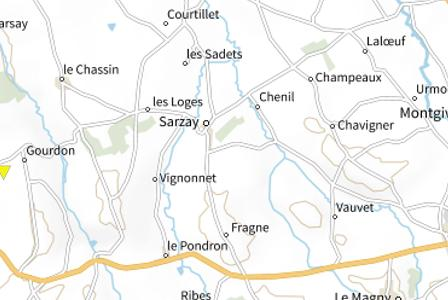 Courtillet
arsay
Lalœuf
les Sadets
le Chassin
Champeaux
Urmo
les Loges
Chenil
Montgiv
Sarzay
Chavigner
Gourdon
Vignonnet
Vauvet
Fragne
le Pondron
Ribes
Le Magny